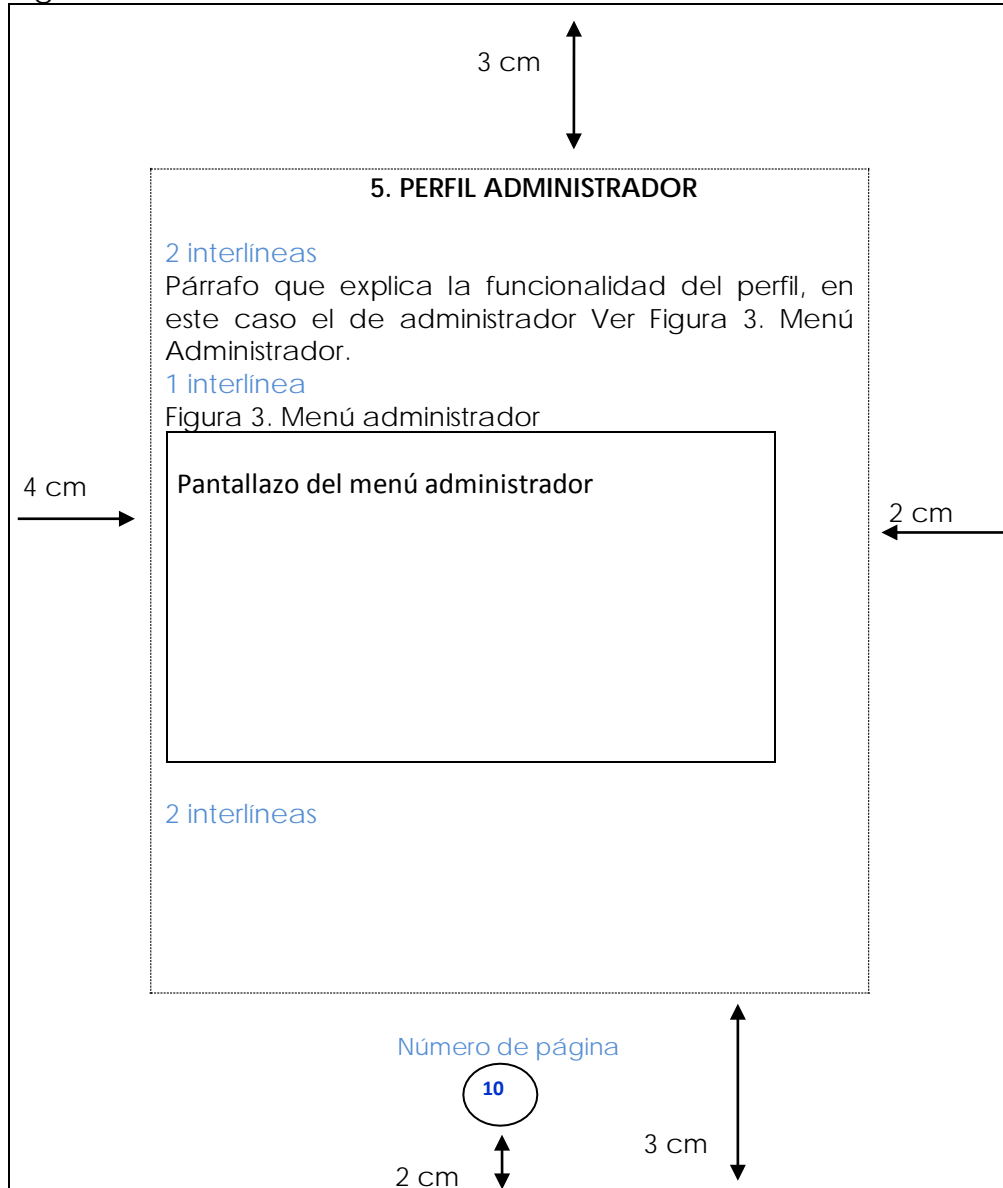 3 cm
5. PERFIL ADMINISTRADOR
2 interlíneas
Párrafo que explica la funcionalidad del perfil, en
este caso el de administrador Ver Figura 3. Menú
Administrador.
1 interlínea
Figura 3. Menú administrador
Pantallazo del menú administrador
4 cm
2 cm
2 interlíneas
Número de página
10
3 cm
2 cm